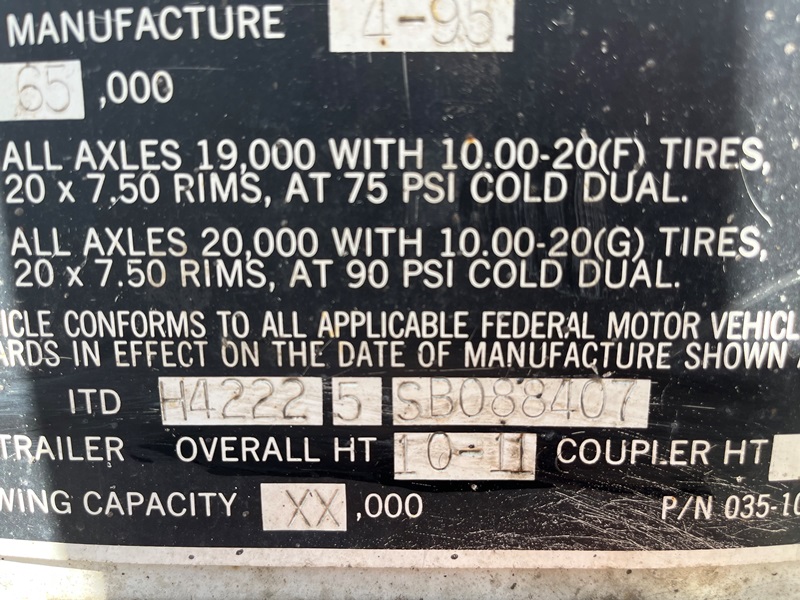 MANUFACTURE 4-95
65 ,000
ALL AXLES 19,000 WITH 10.00-20(F) TIRES,
20 x 7.50 RIMS, AT 75 PSI COLD DUAL.
ALL AXLES 20,000 WITH 10.00-20(G) TIRES,
20 x 7.50 RIMS, AT 90 PSI COLD DUAL.
ICLE CONFORMS TO ALL APPLICABLE FEDERAL MOTOR VEHICL
ARDS IN EFFECT ON THE DATE OF MANUFACTURE SHOWN A
ITD H4222 5 SB088407
TRAILER OVERALL HT 10-11 COUPLER HT
WING CAPACITY XX ,000 P/N 035-10